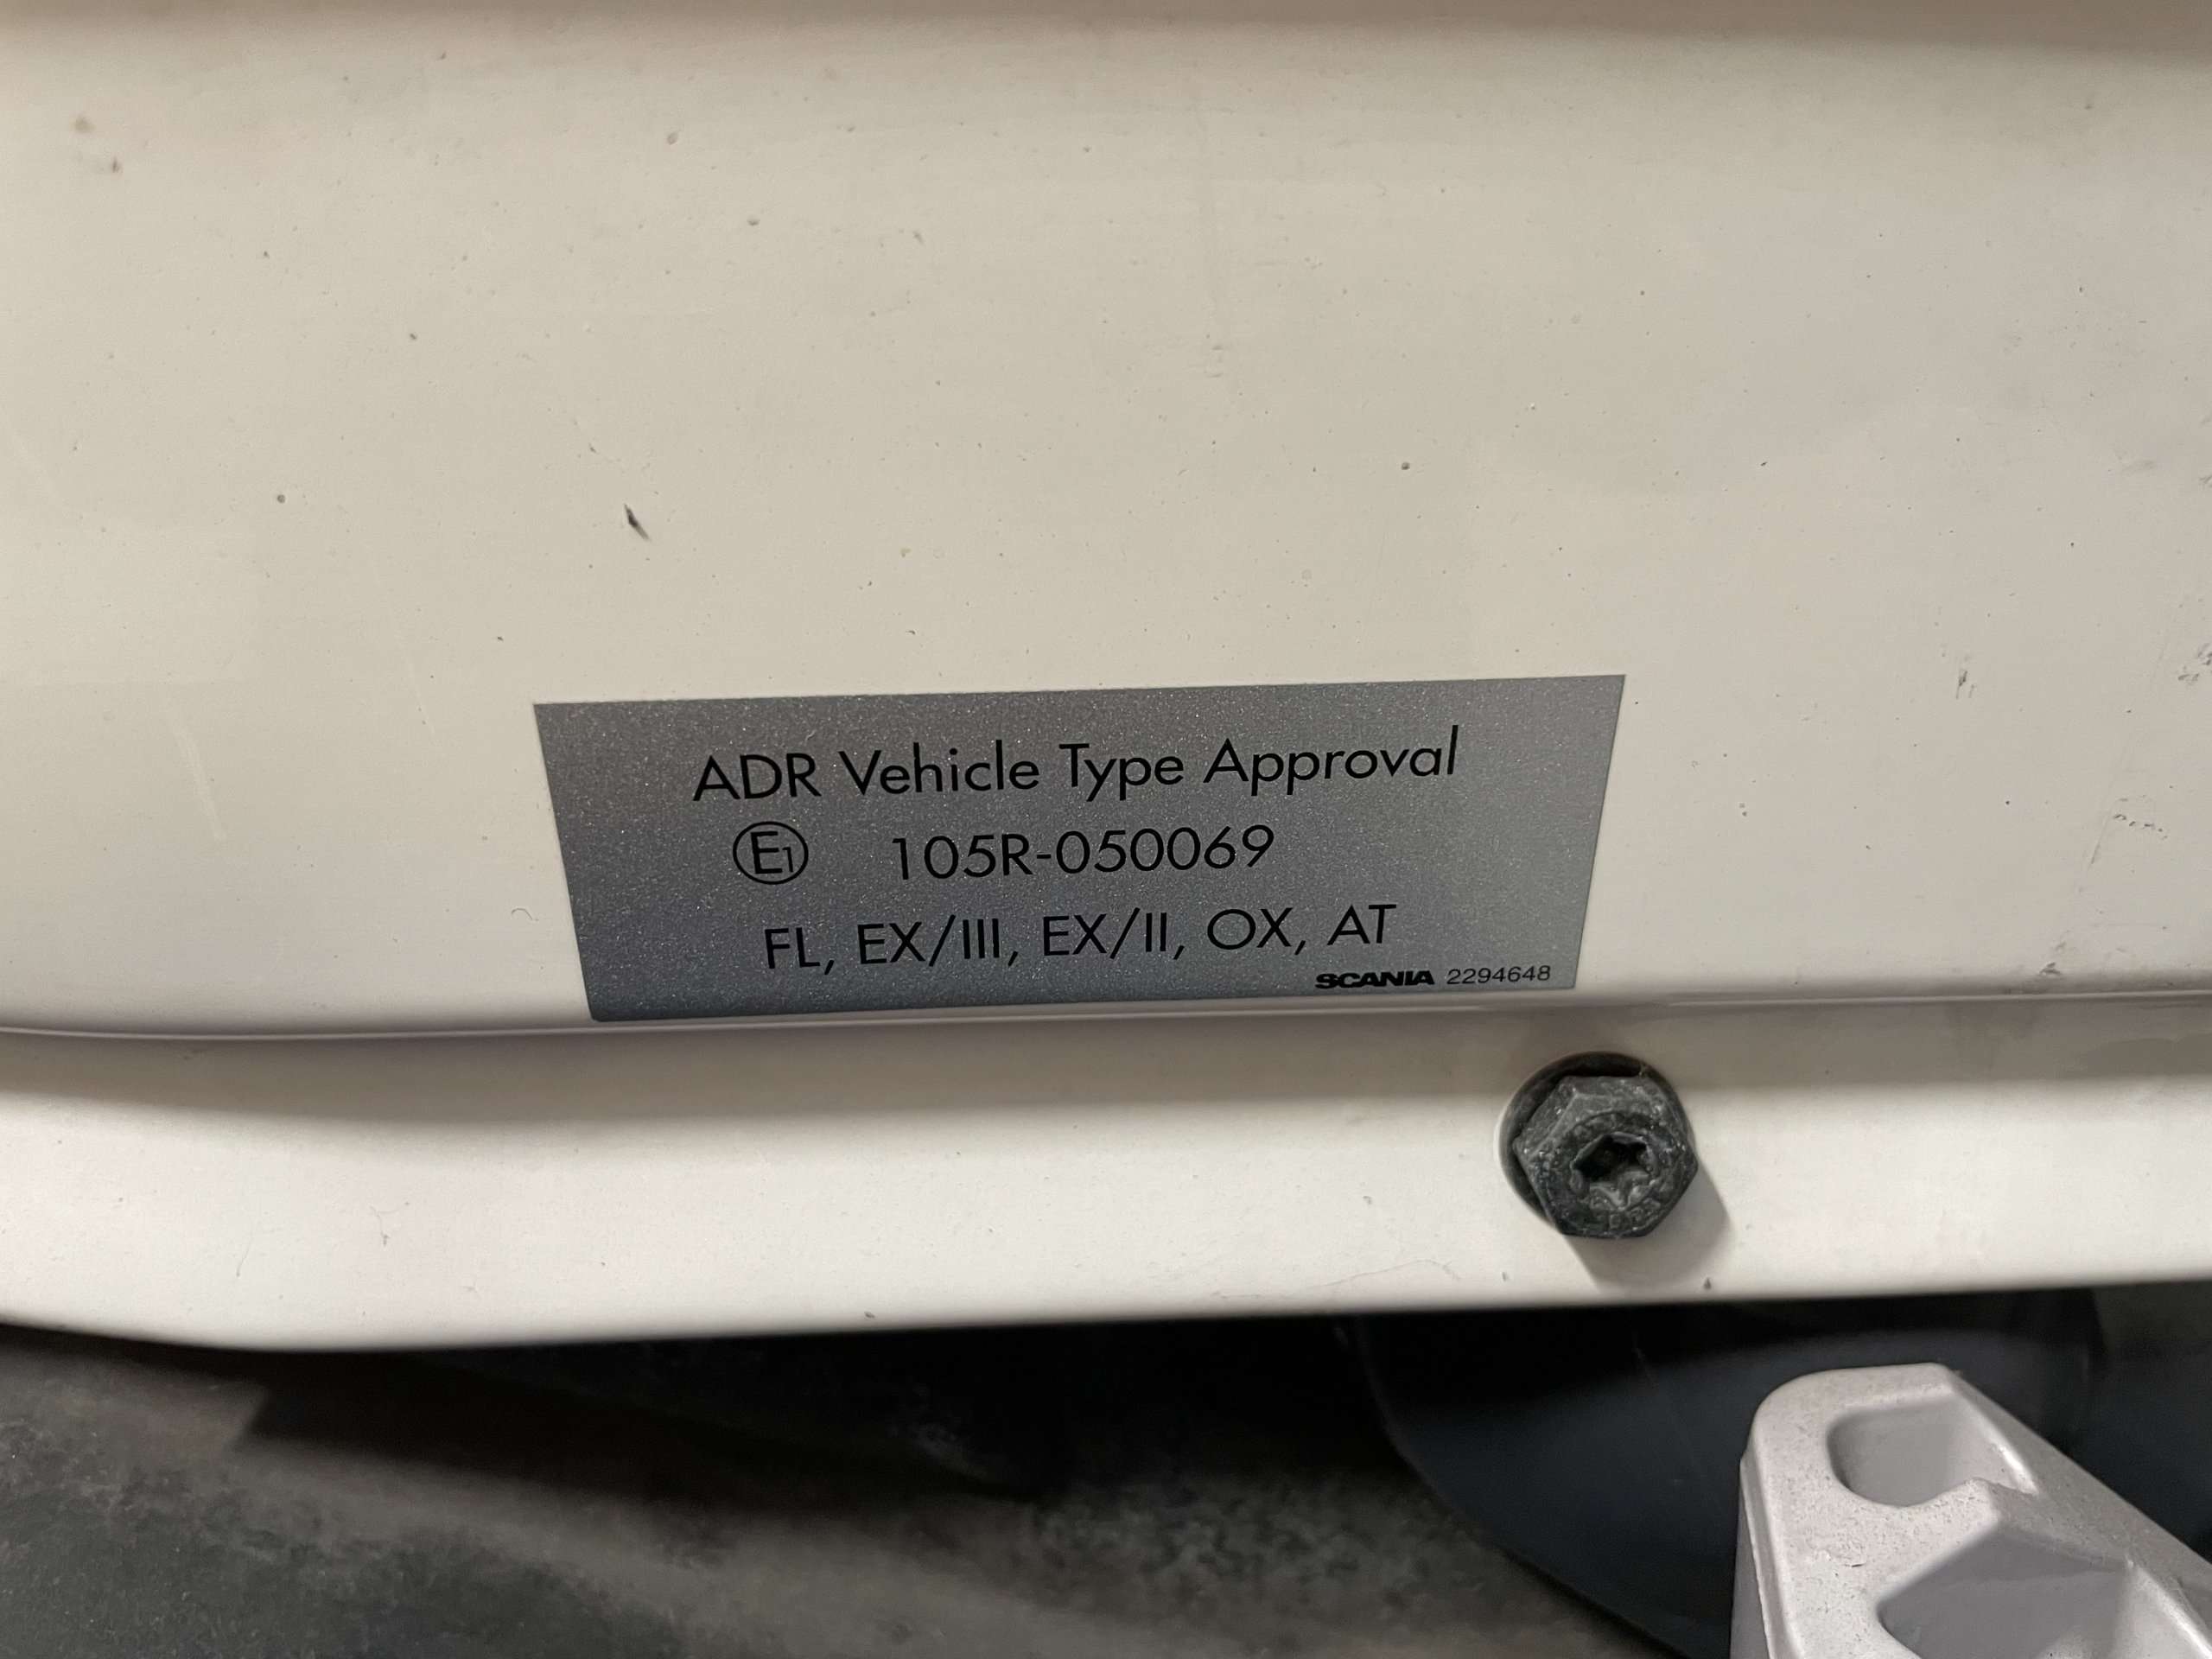 ADR Vehicle Type Approval
E1 105R-050069
FL, EX/III, EX/II, OX, AT
SCANIA 2294648